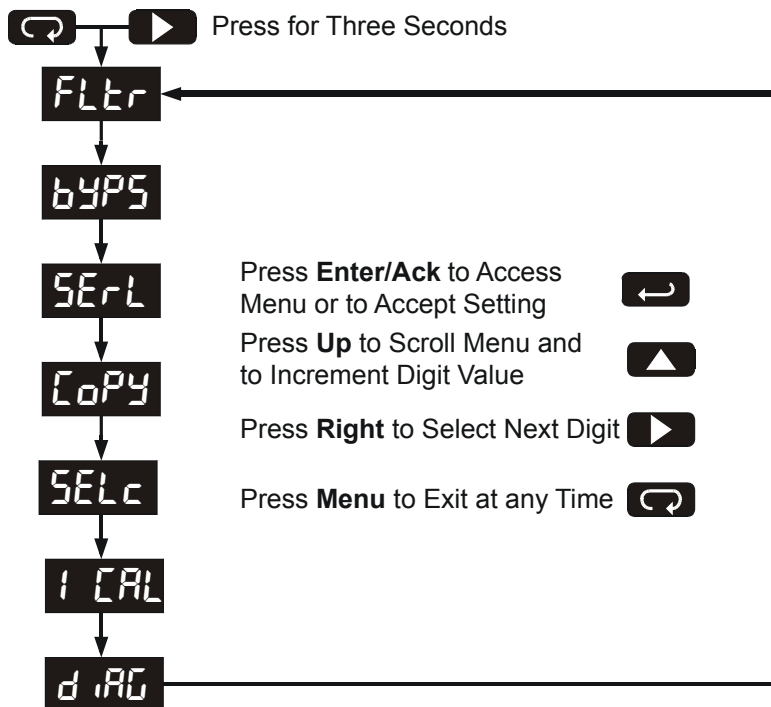 Press for Three Seconds
FLtr
bYPS
SErL
Press Enter/Ack to Access
Menu or to Accept Setting
CoPY
Press Up to Scroll Menu and
to Increment Digit Value
Press Right to Select Next Digit
SELc
Press Menu to Exit at any Time
I CAL
diAG